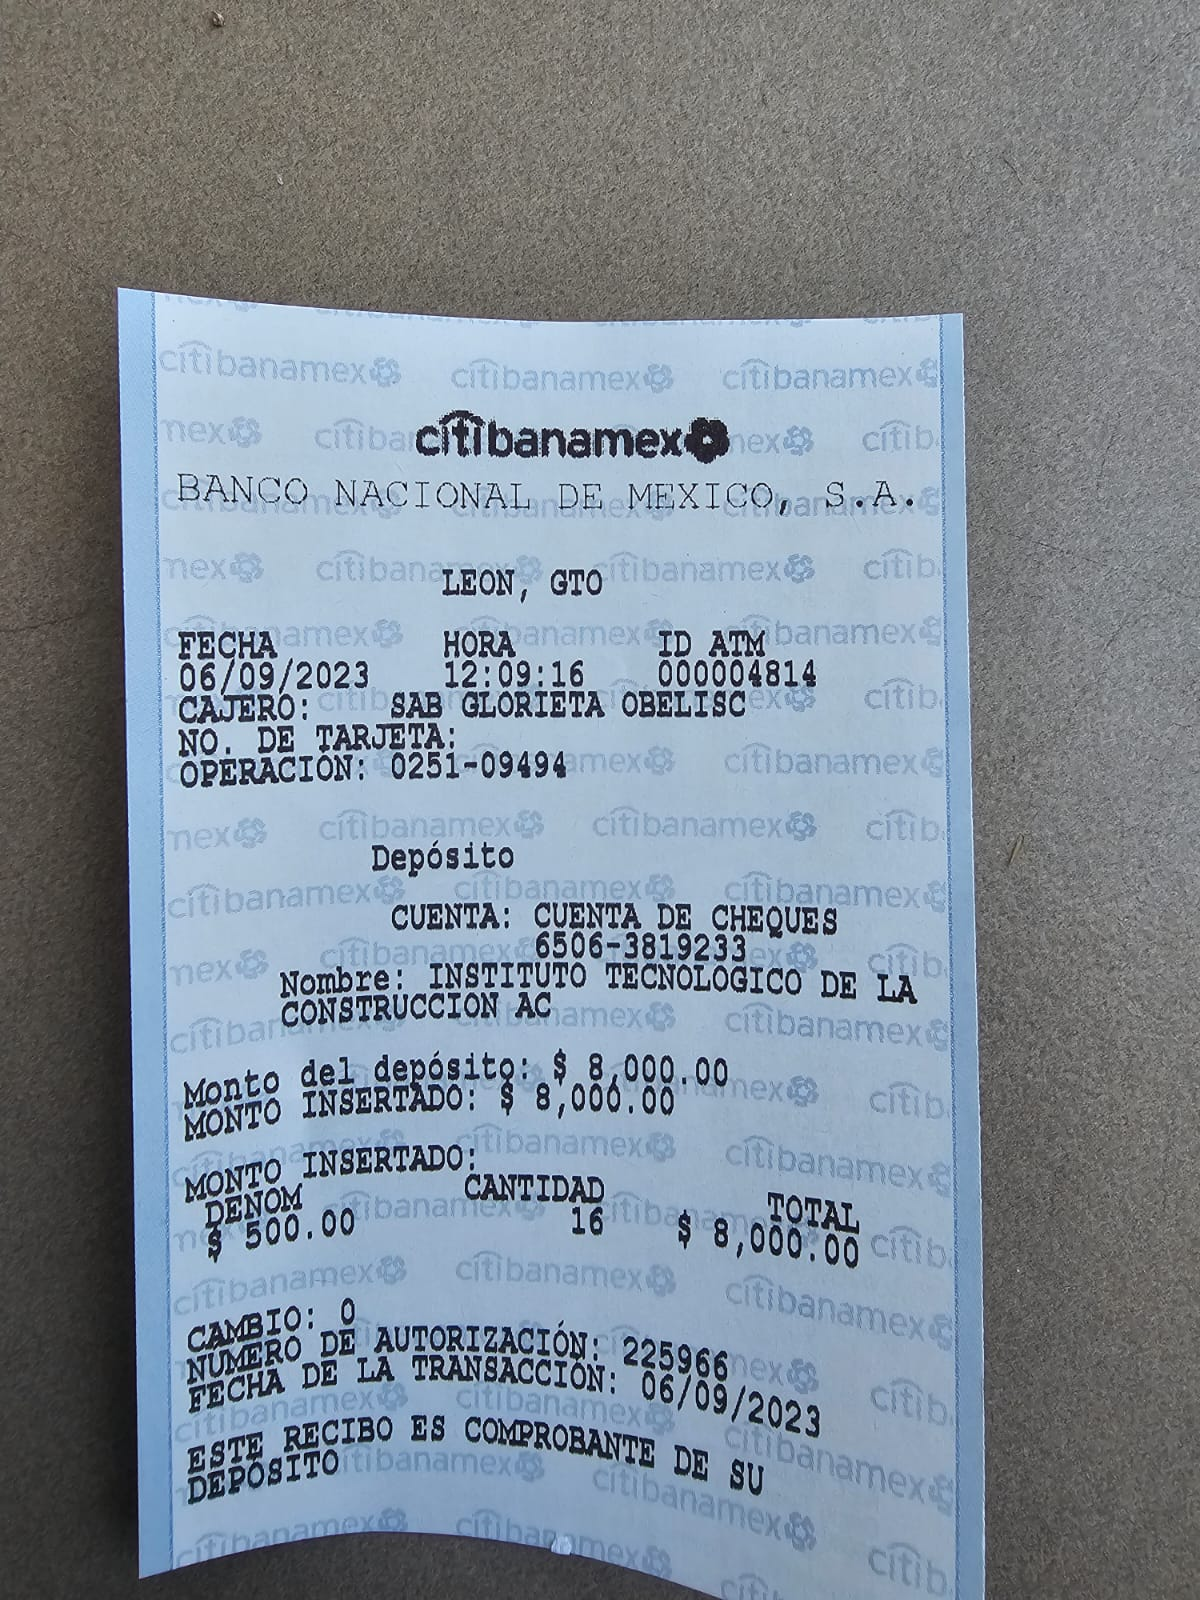 citibanamex
BANCO NACIONAL DE MEXICO, S.A.
LEON, GTO
FECHA HORA ID ATM
06/09/2023 12:09:16 000004814
CAJERO: SAB GLORIETA OBELISC
NO. DE TARJETA:
OPERACION: 0251-09494
Depósito
CUENTA: CUENTA DE CHEQUES
6506-3819233
Nombre: INSTITUTO TECNOLOGICO DE LA
CONSTRUCCION AC
Monto del depósito: $ 8,000.00
MONTO INSERTADO: $ 8,000.00
MONTO INSERTADO:
DENOM CANTIDAD TOTAL
$ 500.00 16 $ 8,000.00
CAMBIO: 0
NUMERO DE AUTORIZACIÓN: 225966
FECHA DE LA TRANSACCIÓN: 06/09/2023
ESTE RECIBO ES COMPROBANTE DE SU
DEPOSITO